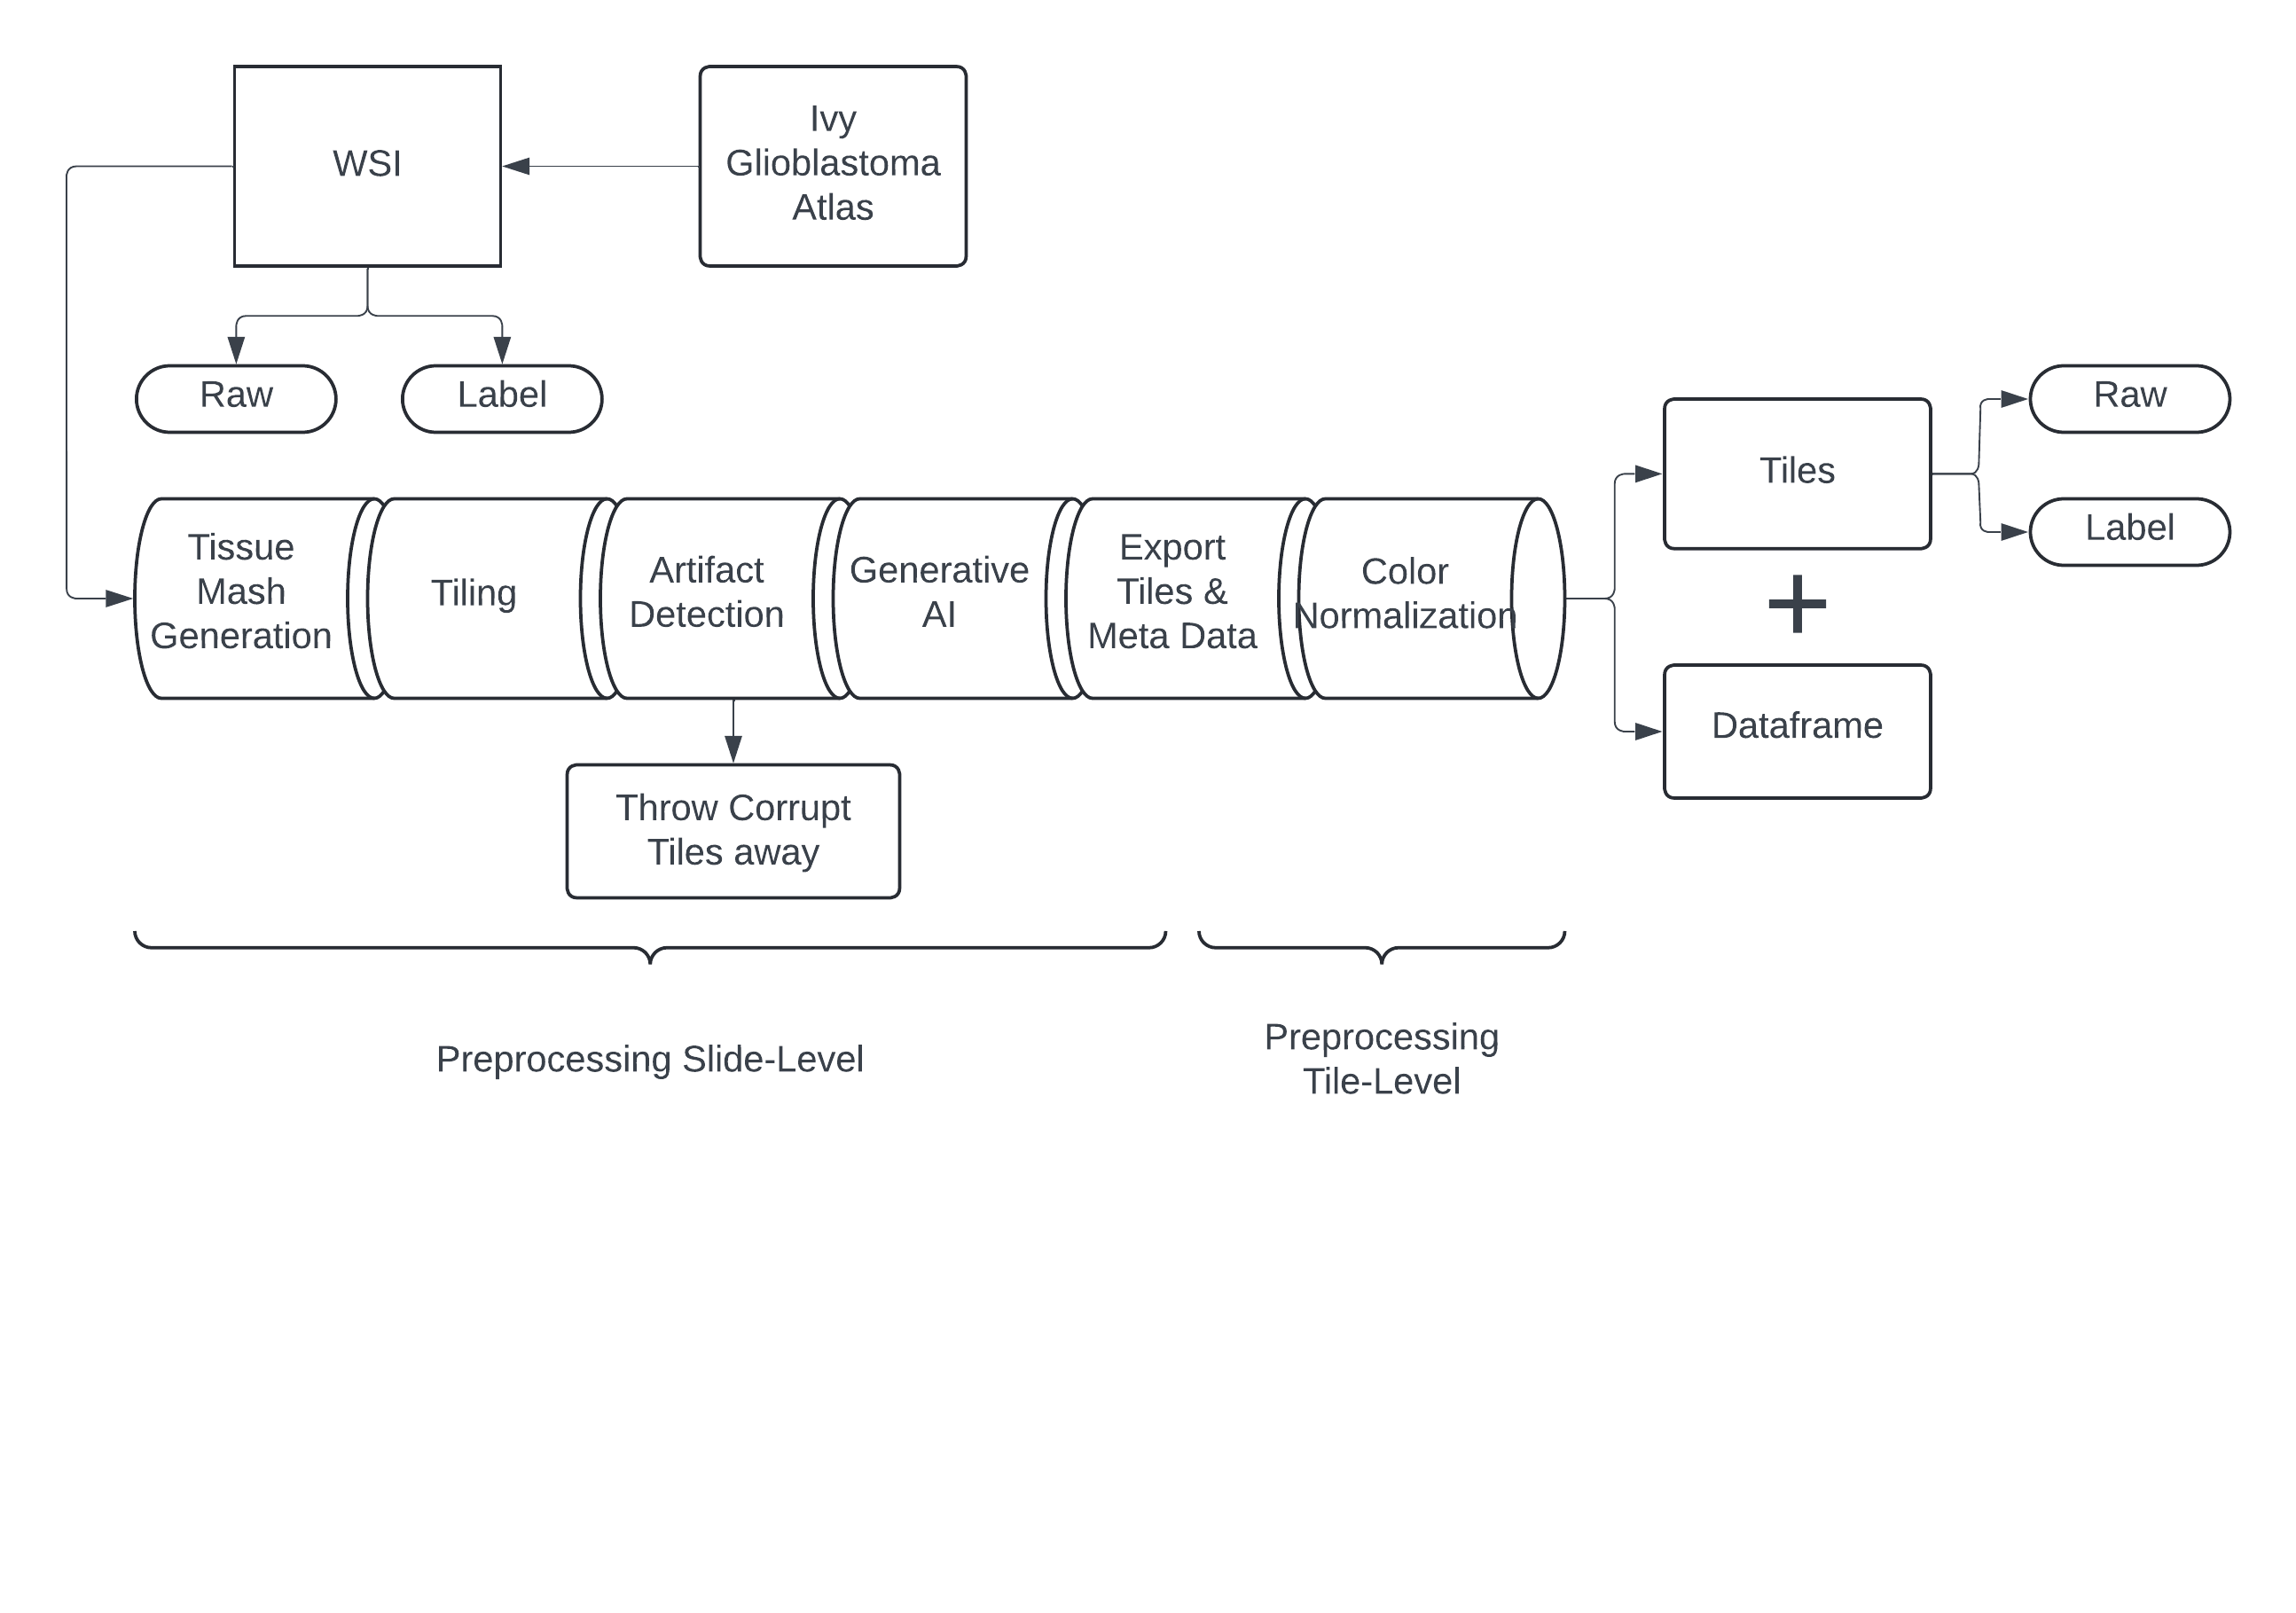 WSI
Ivy
Glioblastoma
Atlas
Raw
Label
Tissue
Mash
Generation
Tiling
Artifact
Detection
Generative
AI
Export
Tiles &
Meta Data
Color
Normalization
Tiles
Raw
Label
Dataframe
Throw Corrupt
Tiles away
Preprocessing Slide-Level
Preprocessing
Tile-Level